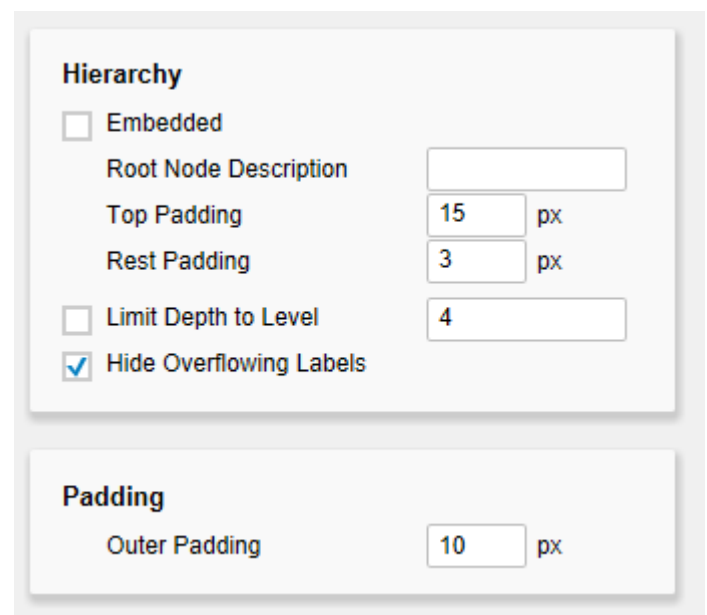 Hierarchy
Embedded
Root Node Description
Top Padding 15 px
Rest Padding 3 px
Limit Depth to Level 4
Hide Overflowing Labels
Padding
Outer Padding 10 px